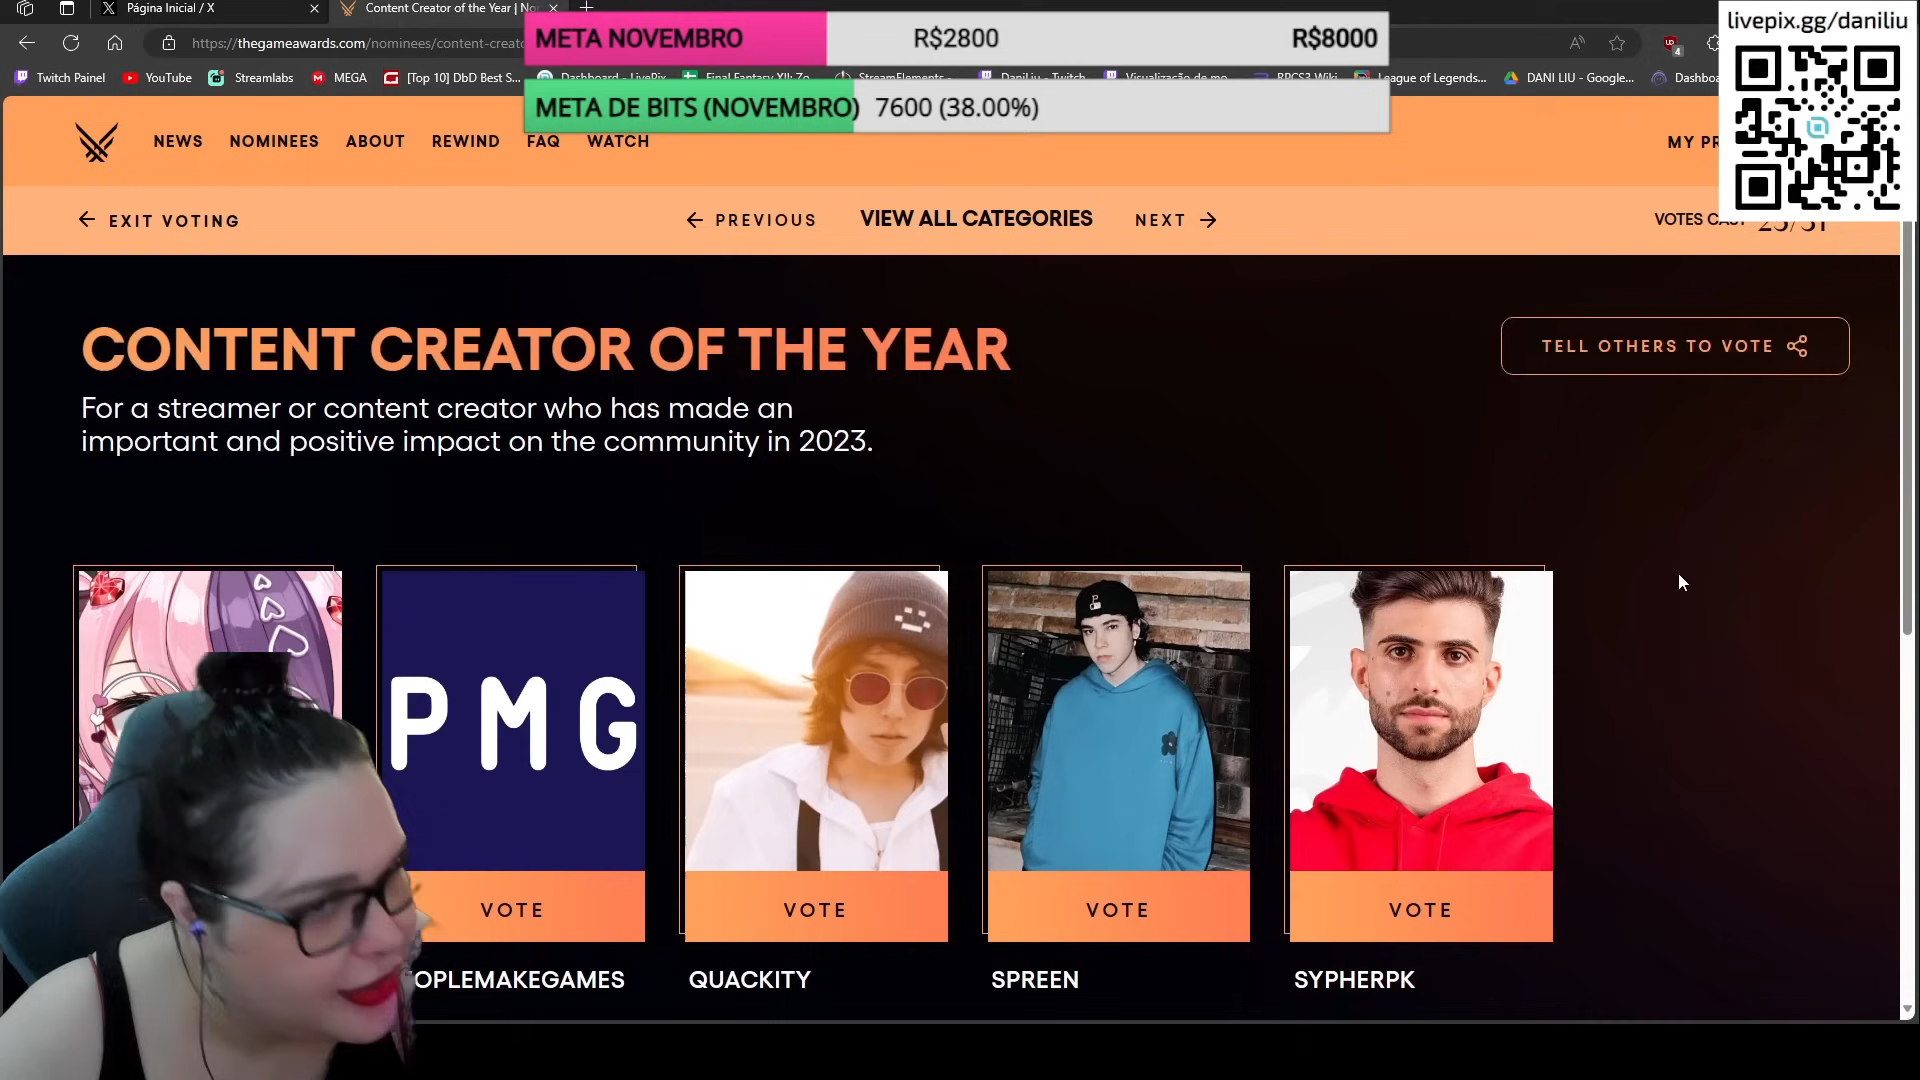 Página Inicial / X
Content Creator of the Year |
META NOVEMBRO R$2800 R$8000
livepix.gg/daniliu
https://thegameawards.com/nominees/content-creato
4
Twitch Painel YouTube Streamlabs MEGA [Top 10] DbD Best S... Dashboard - LivePix Final Fantasy XII: Zo... StreamElements - DaniLiu - Twitch Visualização de mo... RPCS3 Wiki League of Legends... DANI LIU - Google... Dashboa
META DE BITS (NOVEMBRO) 7600 (38.00%)
NEWS NOMINEES ABOUT REWIND FAQ WATCH MY PR
EXIT VOTING PREVIOUS VIEW ALL CATEGORIES NEXT VOTES CAST
CONTENT CREATOR OF THE YEAR
TELL OTHERS TO VOTE
For a streamer or content creator who has made an
important and positive impact on the community in 2023.
PMG
VOTE VOTE VOTE VOTE
OPLEMAKEGAMES QUACKITY SPREEN SYPHERPK